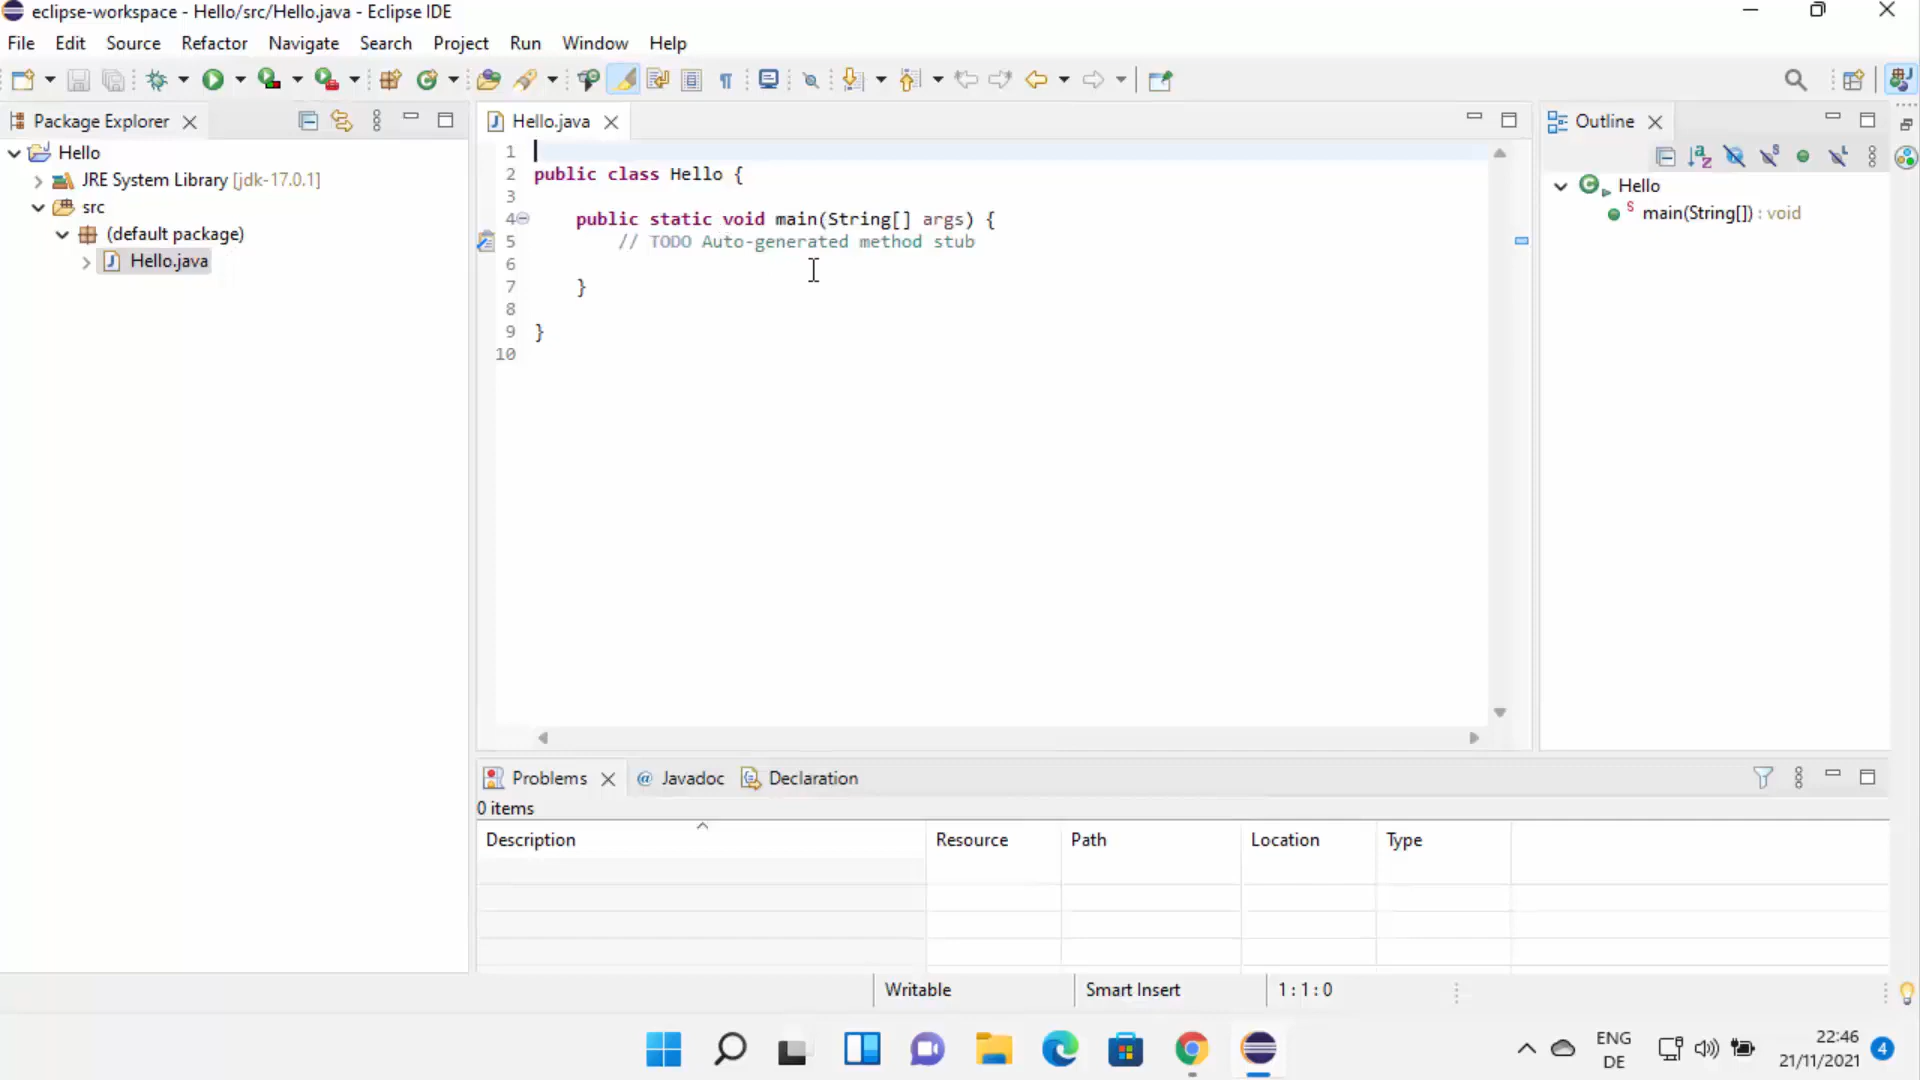 eclipse-workspace - Hello/src/Hello.java - Eclipse IDE
File Edit Source Refactor Navigate Search Project Run Window Help
Package Explorer
Hello
JRE System Library [jdk-17.0.1]
src
(default package)
Hello.java
Hello.java
1
2 public class Hello {
3
4 public static void main(String[] args) {
5 // TODO Auto-generated method stub
6
7 }
8
9 }
10
Outline
Hello
main(String[]) : void
Problems @ Javadoc Declaration
0 items
Description Resource Path Location Type
Writable Smart Insert 1 : 1 : 0
ENG
DE
22:46
21/11/2021
4